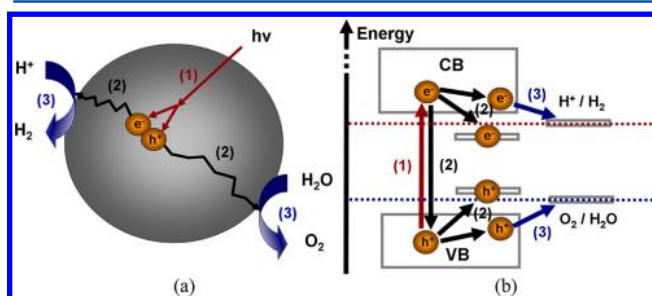 hν
(1)
H⁺
(2)
(3)
e⁻
h⁺
H₂
(2)
H₂O
(3)
O₂
(a)
Energy
CB
e⁻
e⁻
(3)
H⁺ / H₂
(2)
e⁻
(1)
(2)
h⁺
(2)
O₂ / H₂O
h⁺
h⁺
(3)
VB
(b)